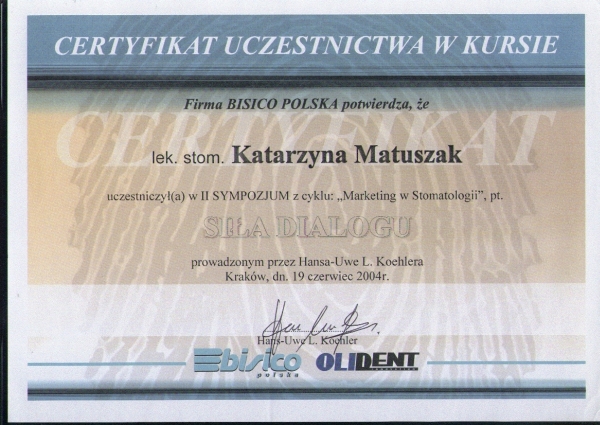 CERTYFIKAT UCZESTNICTWA W KURSIE
Firma BISICO POLSKA potwierdza, że
CERTYFIKAT
lek. stom. Katarzyna Matuszak
uczestniczył(a) w II SYMPOZJUM z cyklu: „Marketing w Stomatologii”, pt.
SIŁA DIALOGU
prowadzonym przez Hansa-Uwe L. Koehlera
Kraków, dn. 19 czerwiec 2004r.
Hans-Uwe L. Koehler
bisico OLIDENT
polska